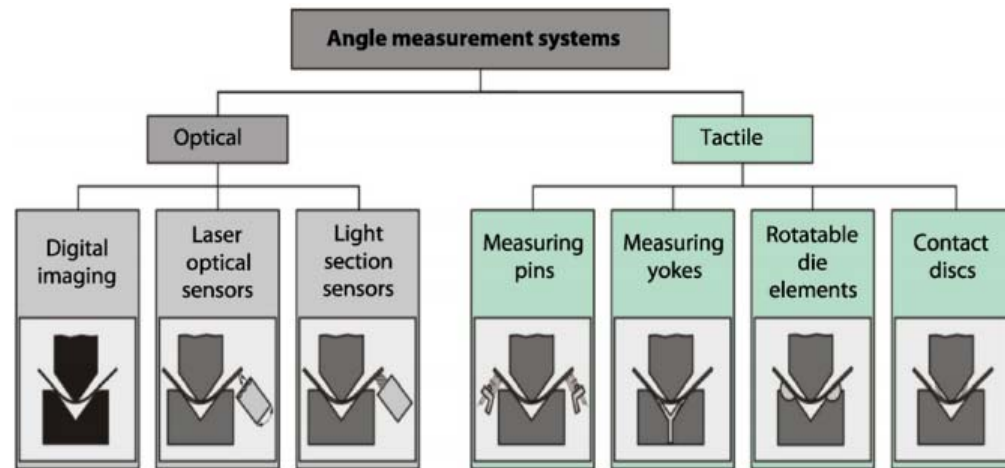 Angle measurement systems
Optical
Tactile
Digital
imaging
Laser
optical
sensors
Light
section
sensors
Measuring
pins
Measuring
yokes
Rotatable
die
elements
Contact
discs